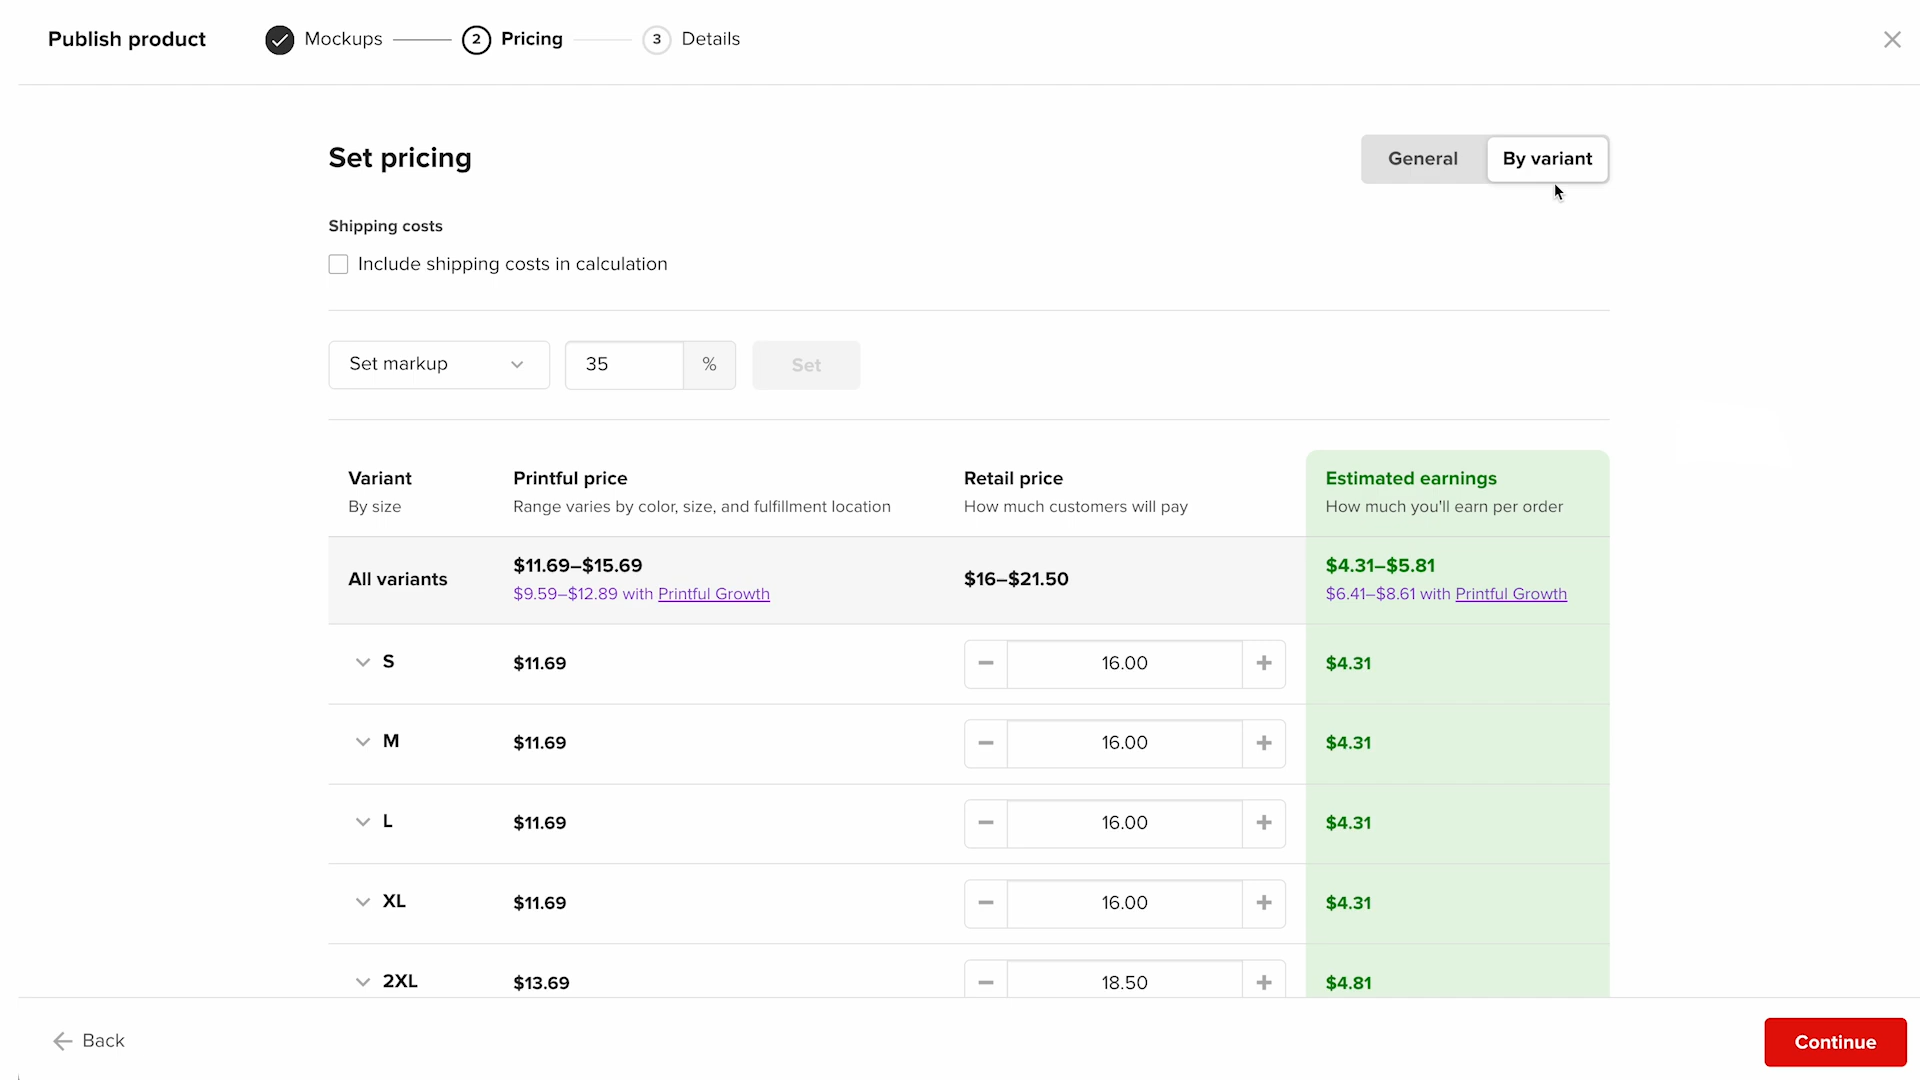 Publish product
Mockups
2 Pricing
3 Details
Set pricing
General
By variant
Shipping costs
Include shipping costs in calculation
Set markup
35 %
Set
Variant
By size
Printful price
Range varies by color, size, and fulfillment location
Retail price
How much customers will pay
Estimated earnings
How much you'll earn per order
All variants
$11.69–$15.69
$9.59–$12.89 with Printful Growth
$16–$21.50
$4.31–$5.81
$6.41–$8.61 with Printful Growth
S $11.69 − 16.00 + $4.31
M $11.69 − 16.00 + $4.31
L $11.69 − 16.00 + $4.31
XL $11.69 − 16.00 + $4.31
2XL $13.69 − 18.50 + $4.81
Back
Continue